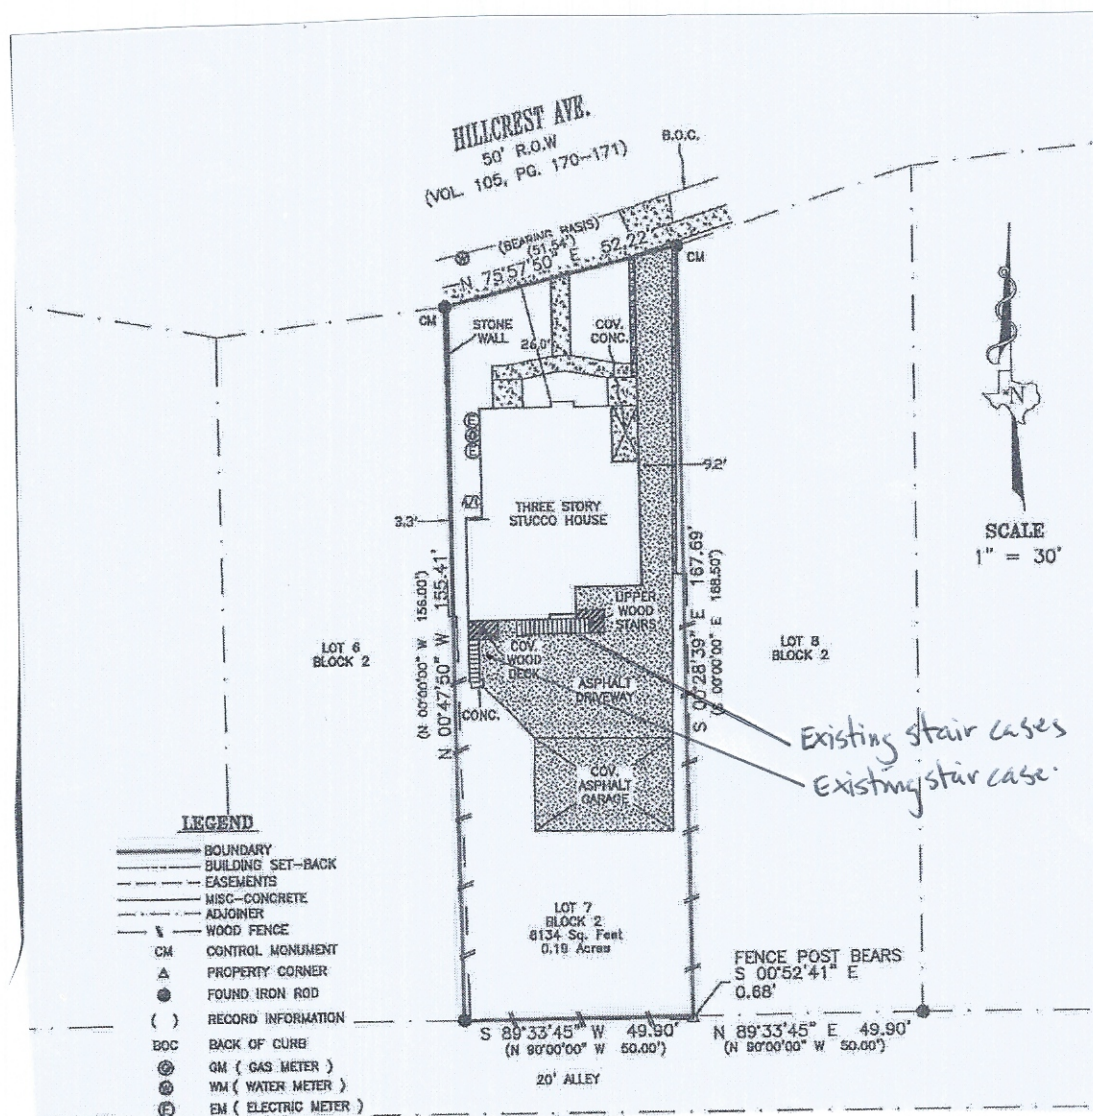 HILLCREST AVE.
50' R.O.W
(VOL. 105, PG. 170-171)
B.O.C.
(BEARING BASIS)
(51.54')
N 75°57'50" E 52.22'
CM
CM
STONE
WALL
COV.
CONC.
26.0'
E
E
A/C
9.2'
3.3'
THREE STORY
STUCCO HOUSE
N
SCALE
1" = 30'
(N 00°00'00" W 156.00')
N 00°47'50" W 155.41'
S 00°28'39" E 167.69'
(S 00°00'00" E 168.50')
UPPER
WOOD
STAIRS
LOT 6
BLOCK 2
LOT 8
BLOCK 2
COV.
WOOD
DECK
ASPHALT
DRIVEWAY
CONC.
Existing stair cases
Existing stair case.
COV.
ASPHALT
GARAGE
LEGEND
BOUNDARY
BUILDING SET-BACK
EASEMENTS
MISC-CONCRETE
ADJOINER
WOOD FENCE
CM CONTROL MONUMENT
PROPERTY CORNER
FOUND IRON ROD
( ) RECORD INFORMATION
BOC BACK OF CURB
GM ( GAS METER )
WM ( WATER METER )
E EM ( ELECTRIC METER )
LOT 7
BLOCK 2
8134 Sq. Feet
0.19 Acres
FENCE POST BEARS
S 00°52'41" E
0.68'
S 89°33'45" W 49.90'
(N 90°00'00" W 50.00')
N 89°33'45" E 49.90'
(N 90°00'00" W 50.00')
20' ALLEY